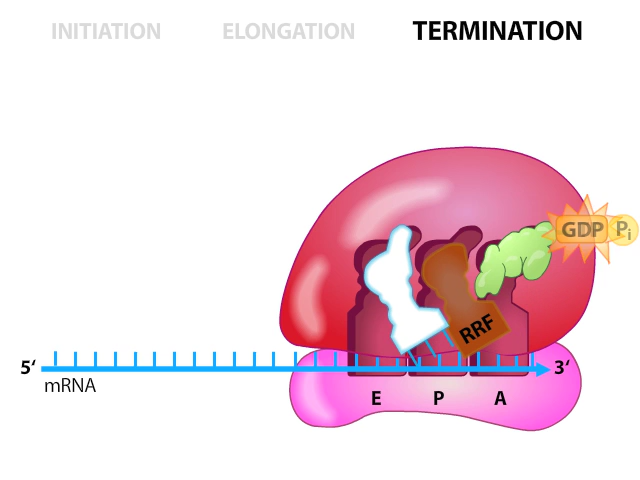 INITIATION ELONGATION TERMINATION
GDP Pi
RRF
5‘ 3‘
mRNA
E P A